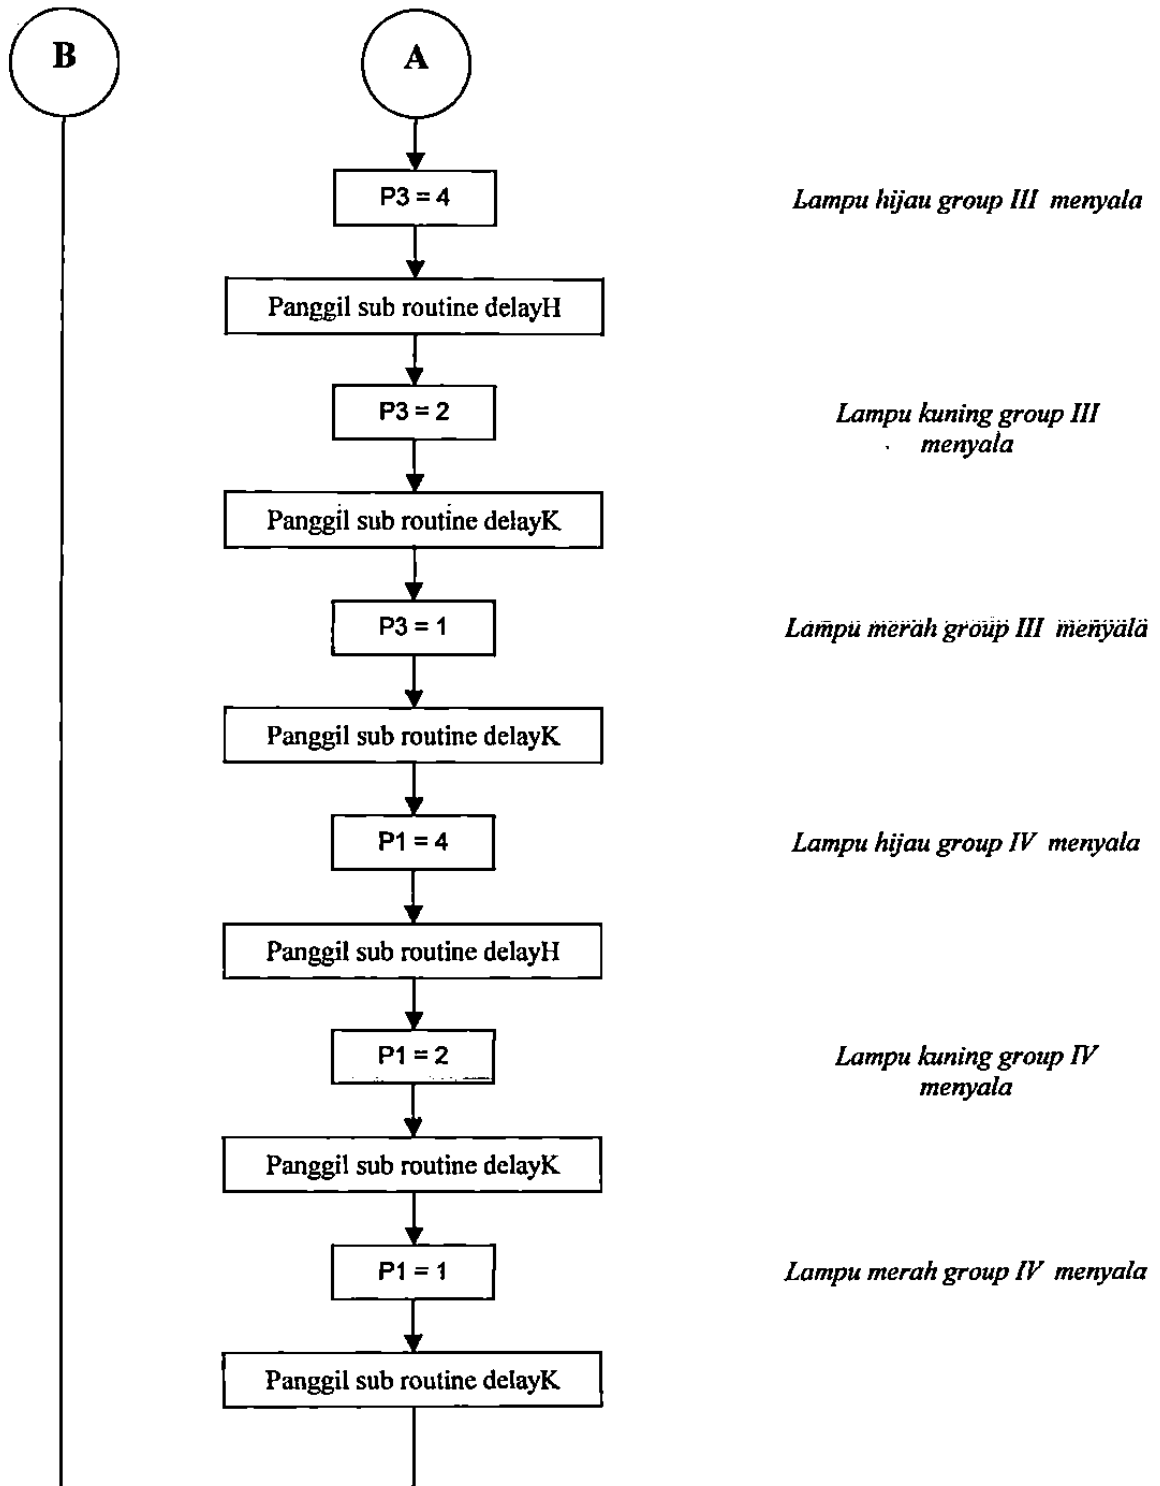 B
A
P3 = 4
Lampu hijau group III menyala
Panggil sub routine delayH
P3 = 2
Lampu kuning group III
menyala
Panggil sub routine delayK
P3 = 1
Lampu merah group III menyala
Panggil sub routine delayK
P1 = 4
Lampu hijau group IV menyala
Panggil sub routine delayH
P1 = 2
Lampu kuning group IV
menyala
Panggil sub routine delayK
P1 = 1
Lampu merah group IV menyala
Panggil sub routine delayK